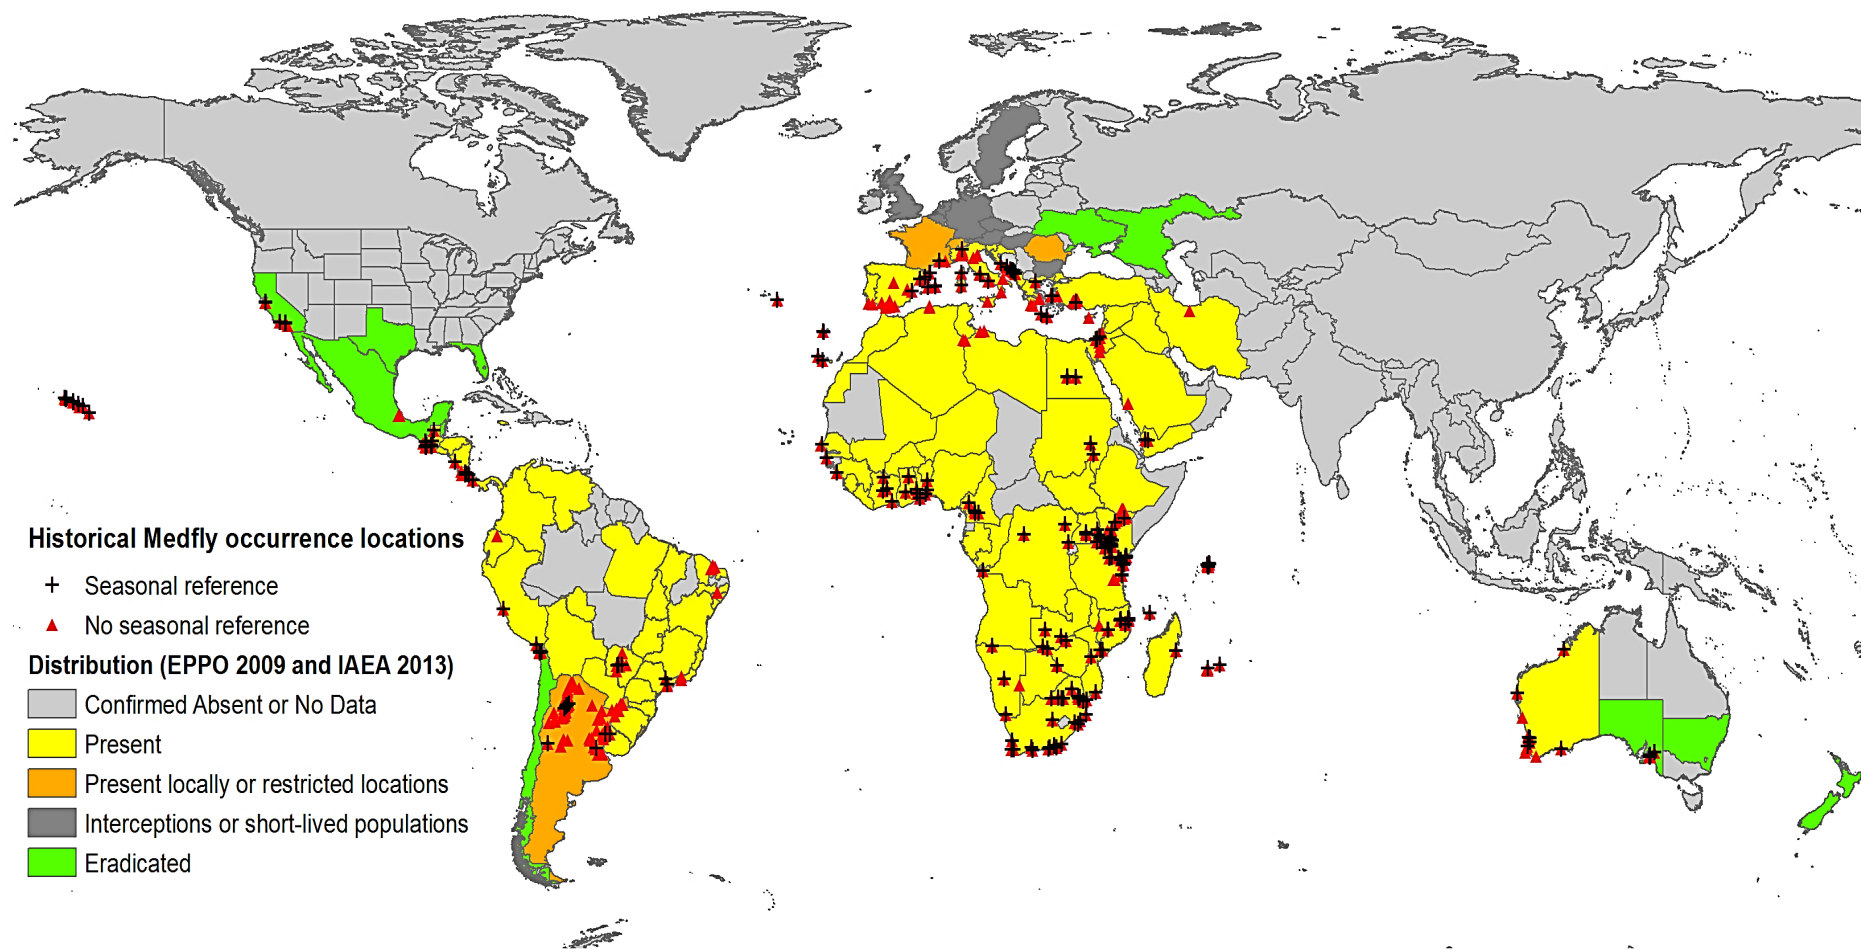 Historical Medfly occurrence locations
Seasonal reference
No seasonal reference
Distribution (EPPO 2009 and IAEA 2013)
Confirmed Absent or No Data
Present
Present locally or restricted locations
Interceptions or short-lived populations
Eradicated